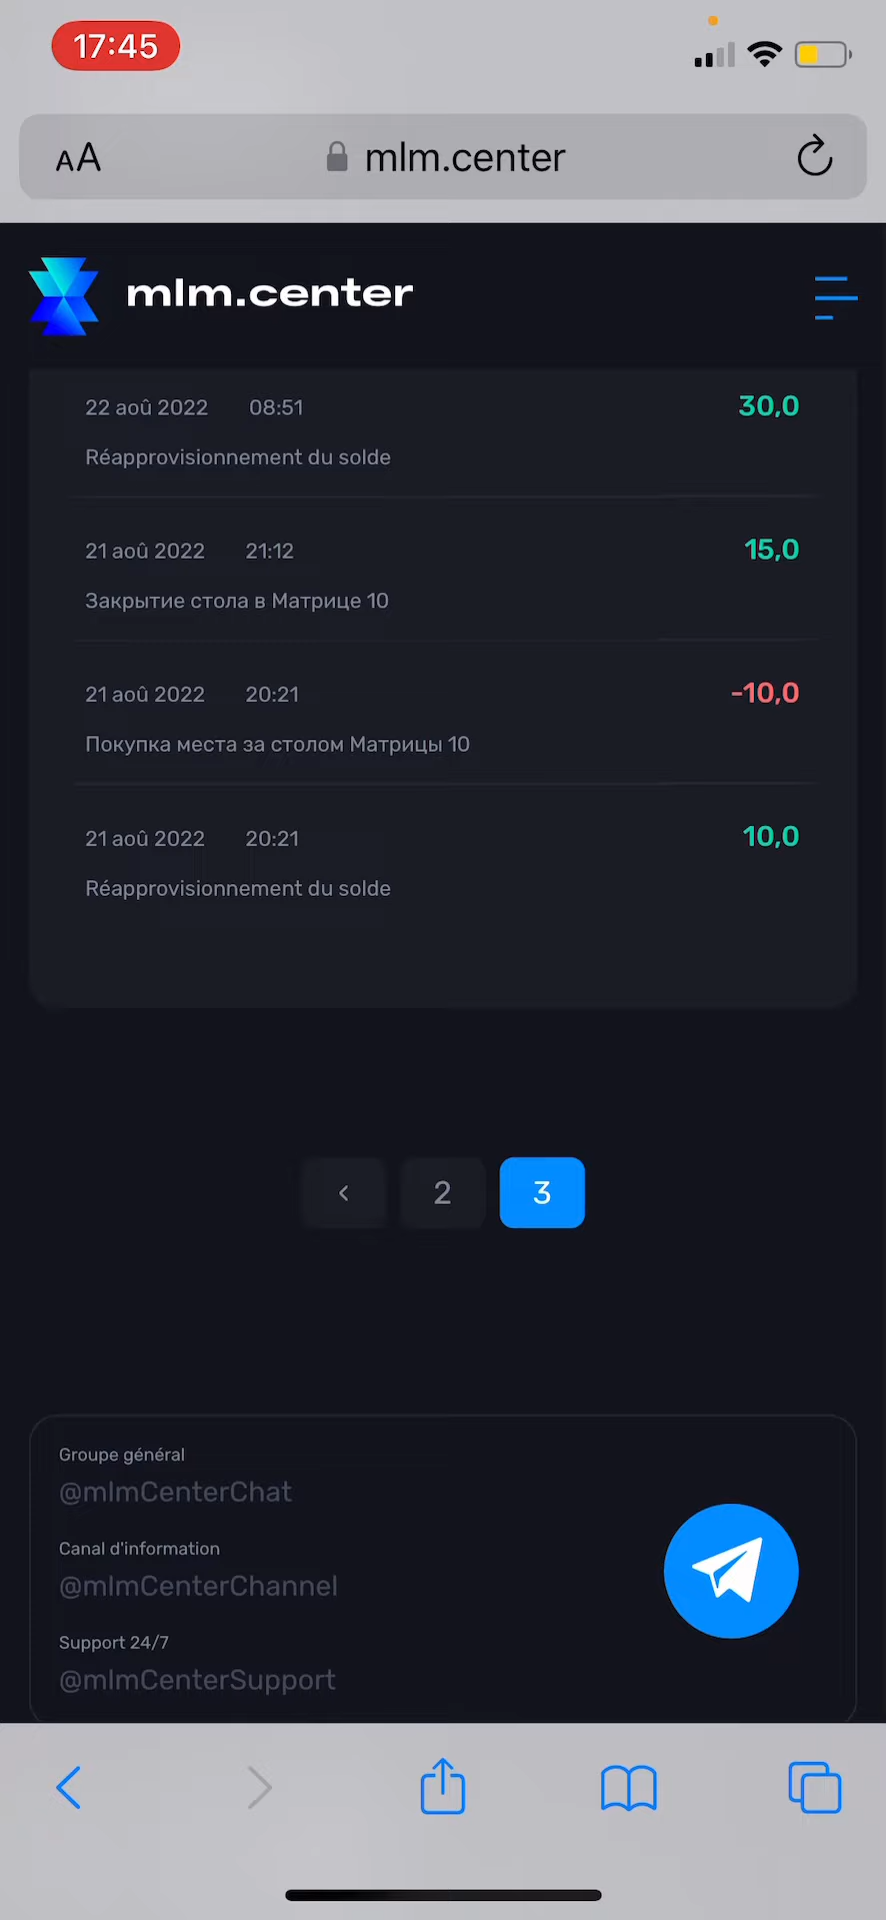 17:45
AA mlm.center
mlm.center
22 aoû 2022 08:51 30,0
Réapprovisionnement du solde
21 aoû 2022 21:12 15,0
Закрытие стола в Матрице 10
21 aoû 2022 20:21 -10,0
Покупка места за столом Матрицы 10
21 aoû 2022 20:21 10,0
Réapprovisionnement du solde
2 3
Groupe général
@mlmCenterChat
Canal d'information
@mlmCenterChannel
Support 24/7
@mlmCenterSupport